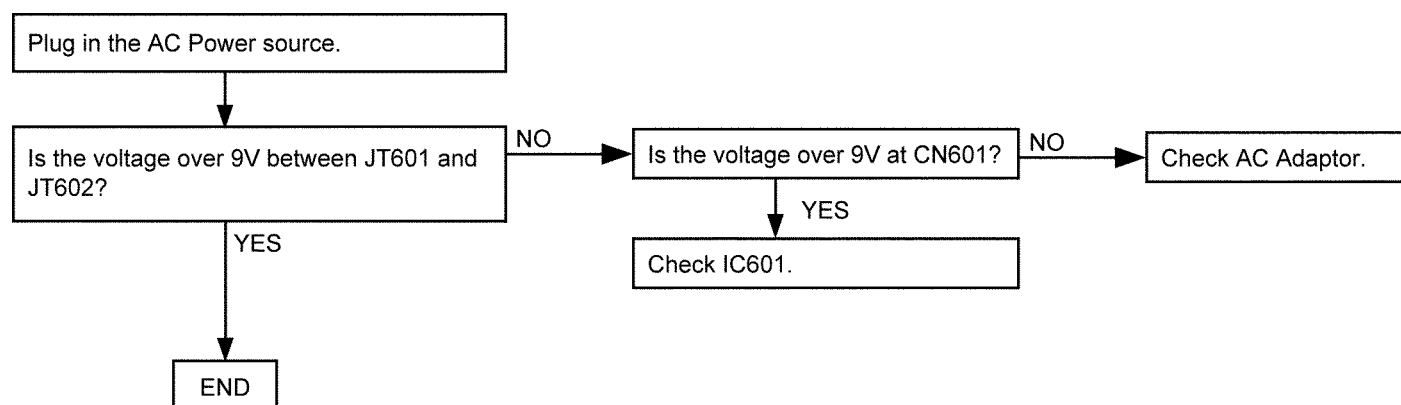 Plug in the AC Power source.
Is the voltage over 9V between JT601 and
JT602?
NO
Is the voltage over 9V at CN601?
NO
Check AC Adaptor.
YES
Check IC601.
YES
END